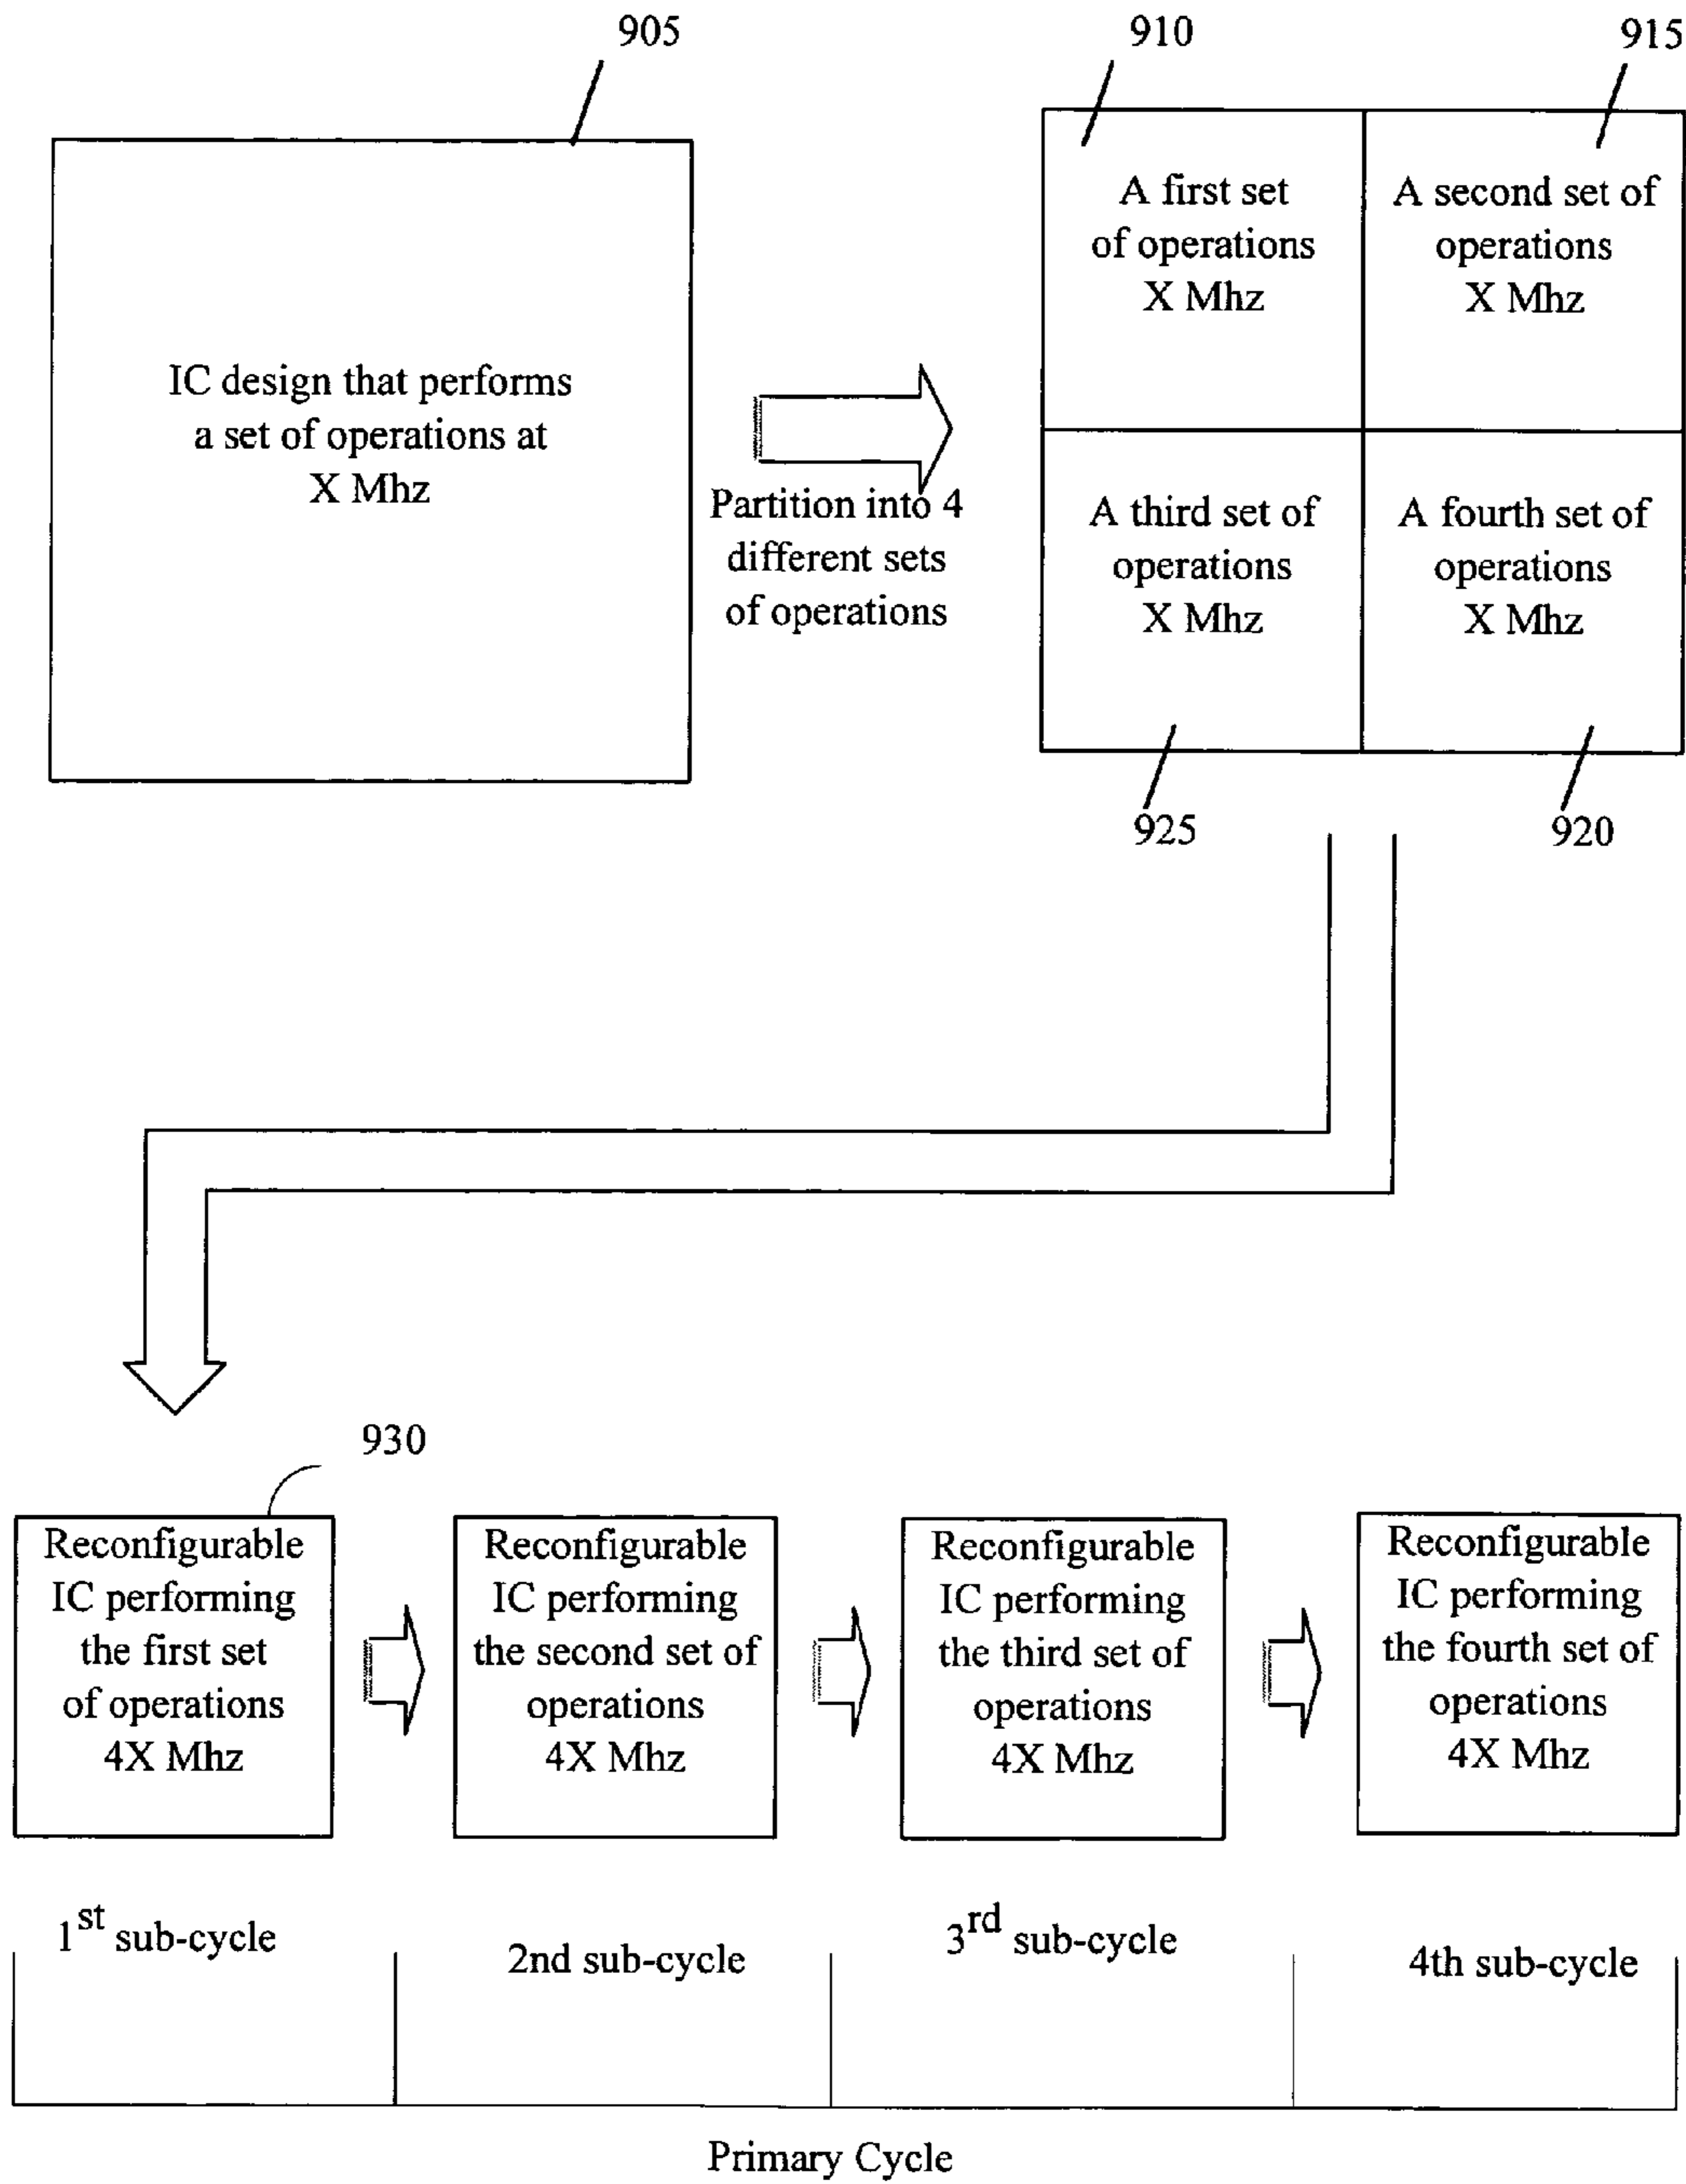 905
910
915
IC design that performs
a set of operations at
X Mhz
Partition into 4
different sets
of operations
A first set
of operations
X Mhz
A second set of
operations
X Mhz
A third set of
operations
X Mhz
A fourth set of
operations
X Mhz
925
920
930
Reconfigurable
IC performing
the first set
of operations
4X Mhz
Reconfigurable
IC performing
the second set of
operations
4X Mhz
Reconfigurable
IC performing
the third set of
operations
4X Mhz
Reconfigurable
IC performing
the fourth set of
operations
4X Mhz
1st sub-cycle
2nd sub-cycle
3rd sub-cycle
4th sub-cycle
Primary Cycle